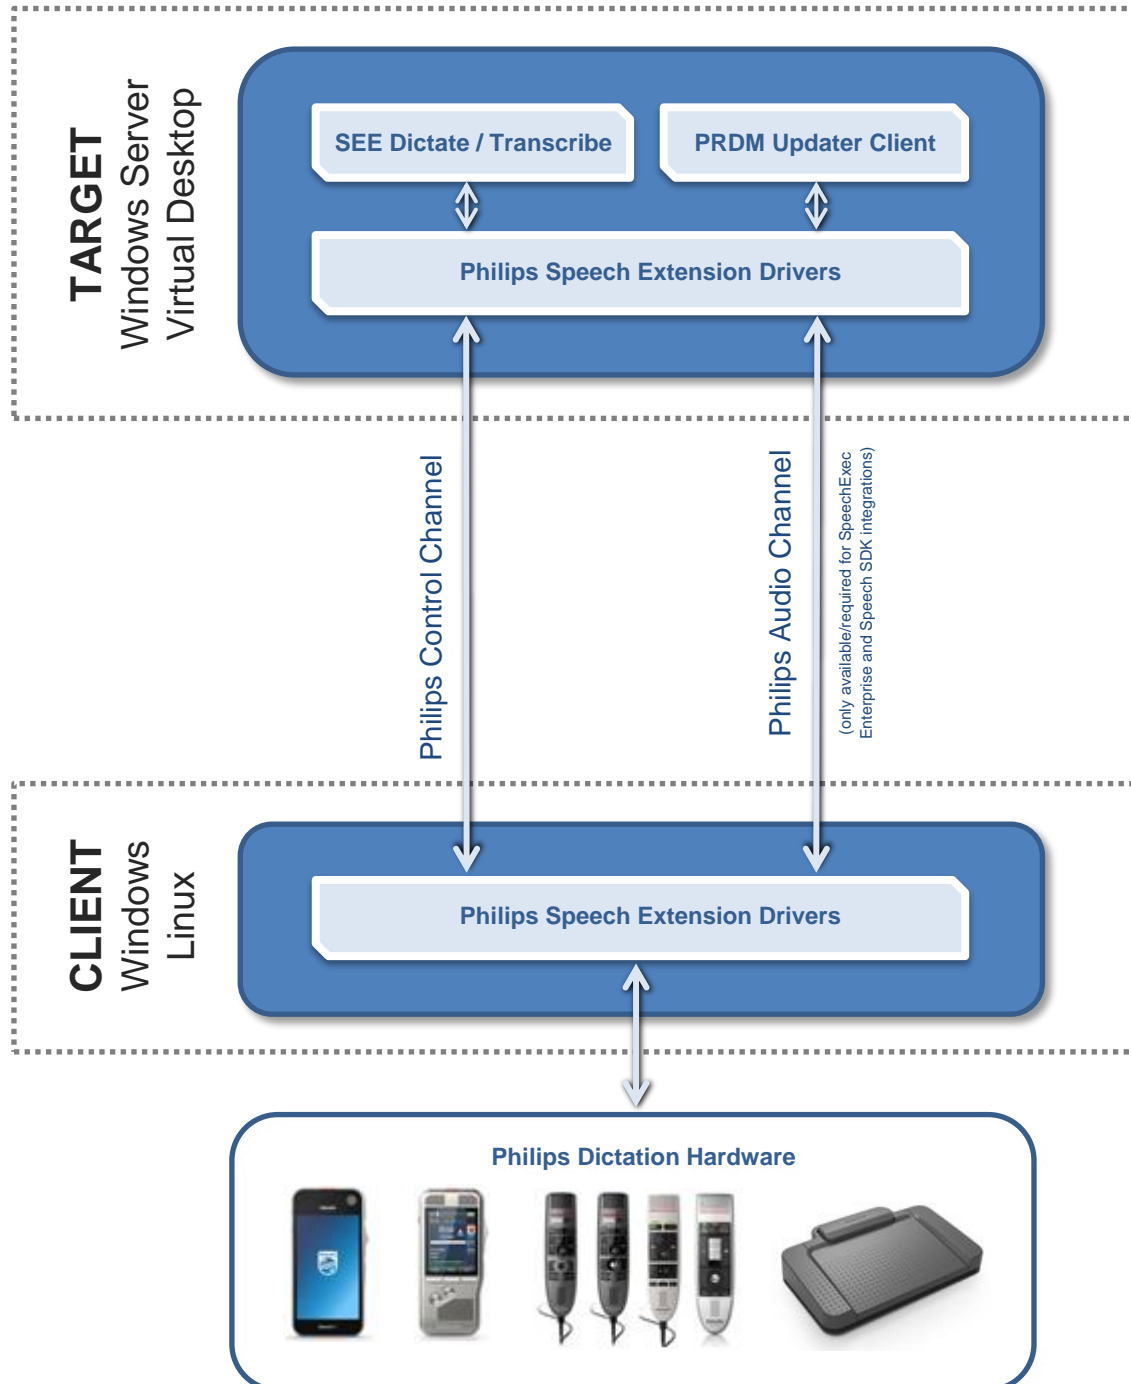 TARGET
Windows Server
Virtual Desktop
SEE Dictate / Transcribe
PRDM Updater Client
Philips Speech Extension Drivers
Philips Control Channel
Philips Audio Channel
(only available/required for SpeechExec
Enterprise and Speech SDK integrations)
CLIENT
Windows
Linux
Philips Speech Extension Drivers
Philips Dictation Hardware